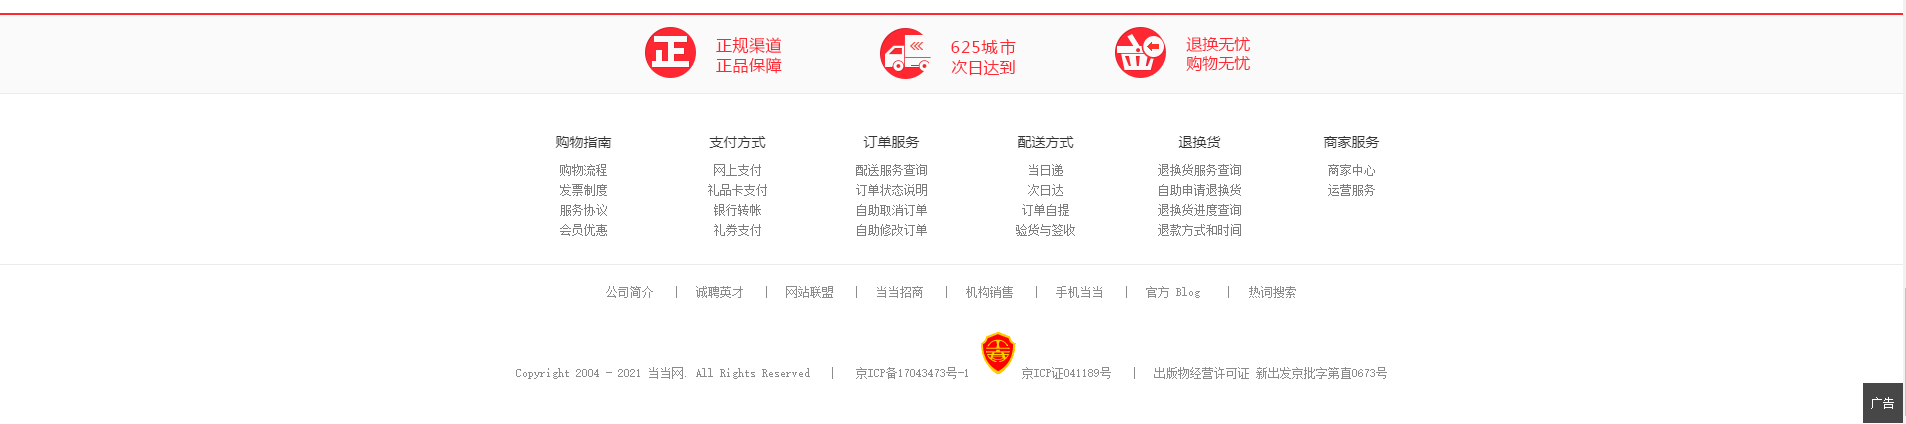 正 正规渠道 625城市 退换无忧
正品保障 次日达到 购物无忧
购物指南 支付方式 订单服务 配送方式 退换货 商家服务
购物流程 网上支付 配送服务查询 当日递 退换货服务查询 商家中心
发票制度 礼品卡支付 订单状态说明 次日达 自助申请退换货 运营服务
服务协议 银行转帐 自助取消订单 订单自提 退换货进度查询
会员优惠 礼券支付 自助修改订单 验货与签收 退款方式和时间
公司简介 | 诚聘英才 | 网站联盟 | 当当招商 | 机构销售 | 手机当当 | 官方 Blog | 热词搜索
Copyright 2004 - 2021 当当网. All Rights Reserved | 京ICP备17043473号-1 京ICP证041189号 | 出版物经营许可证 新出发京批字第直0673号
广告